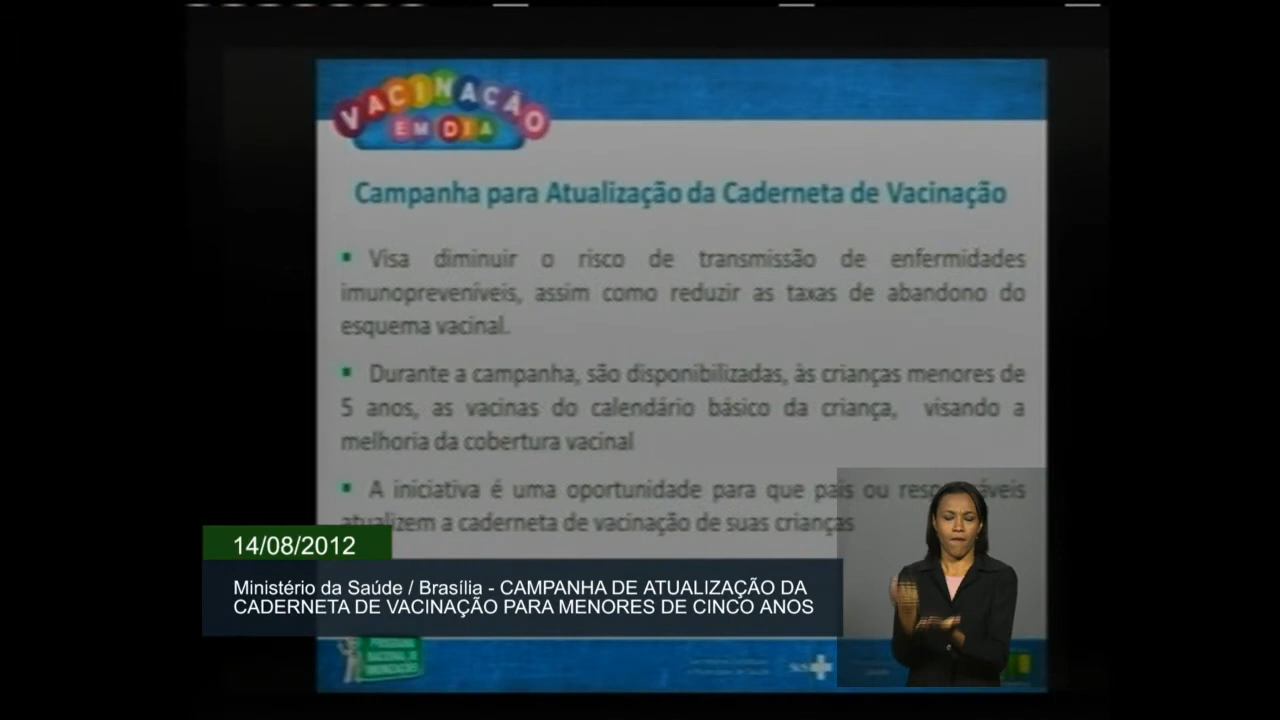 VACINAÇÃO
EM DIA
Campanha para Atualização da Caderneta de Vacinação
▪ Visa diminuir o risco de transmissão de enfermidades
imunopreveníveis, assim como reduzir as taxas de abandono do
esquema vacinal.
▪ Durante a campanha, são disponibilizadas, às crianças menores de
5 anos, as vacinas do calendário básico da criança, visando a
melhoria da cobertura vacinal
▪ A iniciativa é uma oportunidade para que pais ou responsáveis
atualizem a caderneta de vacinação de suas crianças
14/08/2012
Ministério da Saúde / Brasília - CAMPANHA DE ATUALIZAÇÃO DA
CADERNETA DE VACINAÇÃO PARA MENORES DE CINCO ANOS
SUS